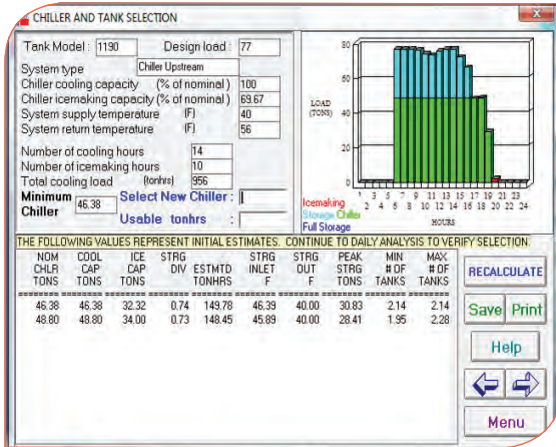 CHILLER AND TANK SELECTION
X
Tank Model : 1190 Design load : 77
System type Chiller Upstream
Chiller cooling capacity (% of nominal) 100
Chiller icemaking capacity (% of nominal) 69.67
System supply temperature (F) 40
System return temperature (F) 56
Number of cooling hours 14
Number of icemaking hours 10
Total cooling load (tonhrs) 956
Minimum Chiller 46.38 Select New Chiller :
Usable tonhrs :
80
60
LOAD
(TONS) 40
20
0
1 3 5 7 9 11 13 15 17 19 21 23
2 4 6 8 10 12 14 16 18 20 22 24
HOURS
Icemaking
Storage Chiller
Full Storage
THE FOLLOWING VALUES REPRESENT INITIAL ESTIMATES. CONTINUE TO DAILY ANALYSIS TO VERIFY SELECTION.
NOM COOL ICE STRG STRG STRG PEAK MIN MAX
CHLR CAP CAP DIV ESTMTD INLET OUT STRG # OF # OF
TONS TONS TONS TONHRS F F TONS TANKS TANKS
46.38 46.38 32.32 0.74 149.78 46.39 40.00 30.83 2.14 2.14
48.80 48.80 34.00 0.73 148.45 45.89 40.00 28.41 1.95 2.28
RECALCULATE
Save Print
Help
Menu